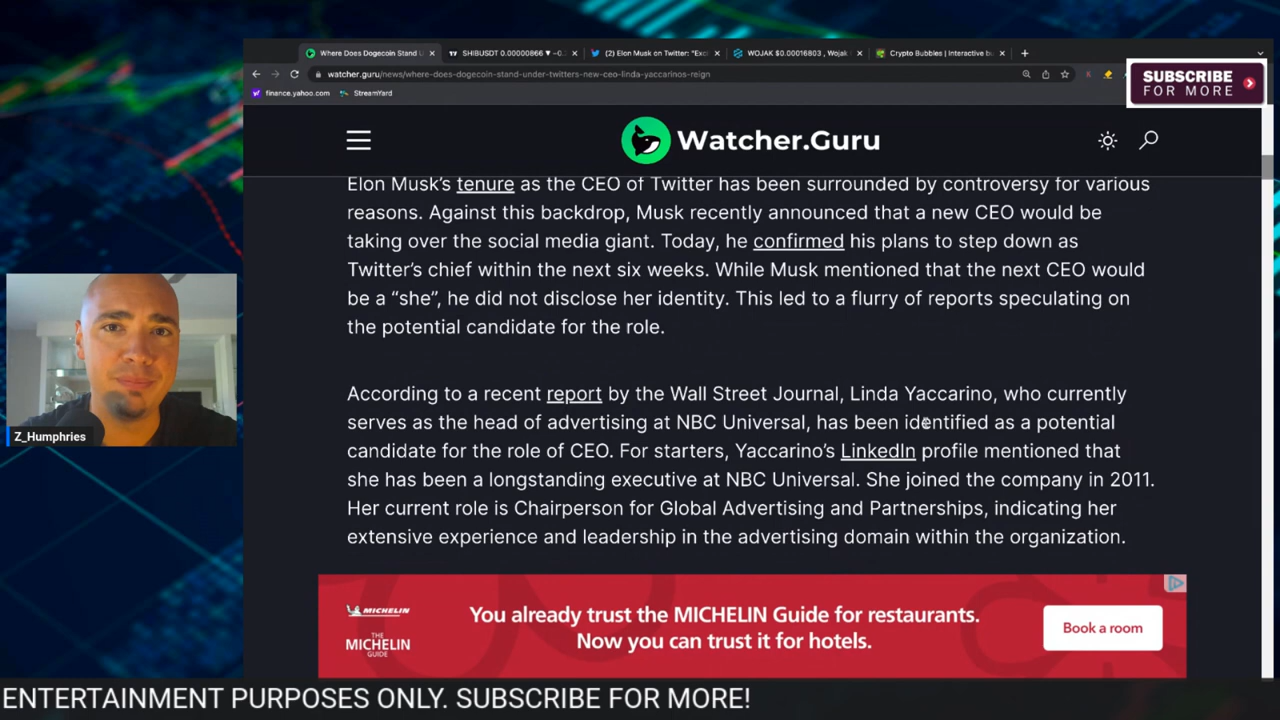 Where Does Dogecoin Stand U
SHIBUSDT 0.00000866 ▼ −0.
(2) Elon Musk on Twitter: "Exc
WOJAK $0.00016803 , Wojak
Crypto Bubbles | Interactive bu
watcher.guru/news/where-does-dogecoin-stand-under-twitters-new-ceo-linda-yaccarinos-reign
finance.yahoo.com
StreamYard
SUBSCRIBE
FOR MORE
Watcher.Guru
Elon Musk's tenure as the CEO of Twitter has been surrounded by controversy for various
reasons. Against this backdrop, Musk recently announced that a new CEO would be
taking over the social media giant. Today, he confirmed his plans to step down as
Twitter's chief within the next six weeks. While Musk mentioned that the next CEO would
be a "she", he did not disclose her identity. This led to a flurry of reports speculating on
the potential candidate for the role.
According to a recent report by the Wall Street Journal, Linda Yaccarino, who currently
serves as the head of advertising at NBC Universal, has been identified as a potential
candidate for the role of CEO. For starters, Yaccarino's LinkedIn profile mentioned that
she has been a longstanding executive at NBC Universal. She joined the company in 2011.
Her current role is Chairperson for Global Advertising and Partnerships, indicating her
extensive experience and leadership in the advertising domain within the organization.
Z_Humphries
MICHELIN
THE
MICHELIN
GUIDE
You already trust the MICHELIN Guide for restaurants.
Now you can trust it for hotels.
Book a room
ENTERTAINMENT PURPOSES ONLY. SUBSCRIBE FOR MORE!